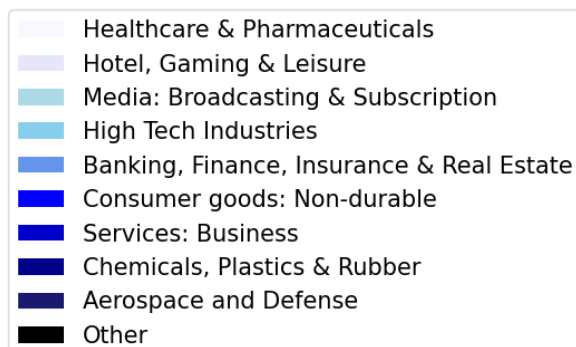 Healthcare & Pharmaceuticals
Hotel, Gaming & Leisure
Media: Broadcasting & Subscription
High Tech Industries
Banking, Finance, Insurance & Real Estate
Consumer goods: Non-durable
Services: Business
Chemicals, Plastics & Rubber
Aerospace and Defense
Other